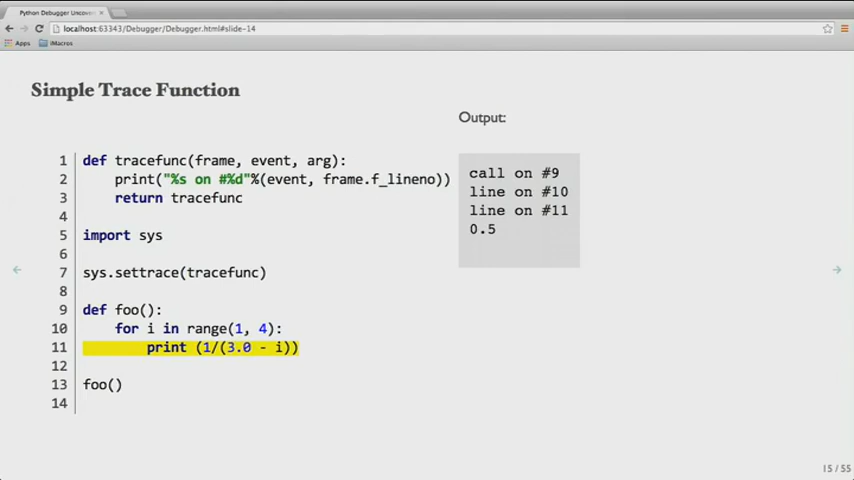 Python Debugger Uncover
localhost:63343/Debugger/Debugger.html#slide-14
Apps iMacros
Simple Trace Function
Output:
1 def tracefunc(frame, event, arg):
2 print("%s on #%d"%(event, frame.f_lineno))
3 return tracefunc
4
5 import sys
6
7 sys.settrace(tracefunc)
8
9 def foo():
10 for i in range(1, 4):
11 print (1/(3.0 - i))
12
13 foo()
14
call on #9
line on #10
line on #11
0.5
15 / 55